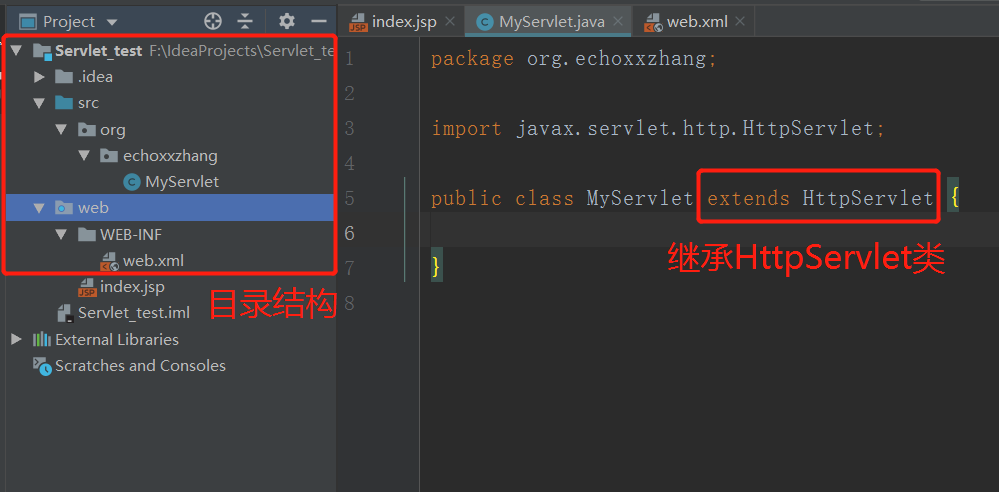 Project
index.jsp
MyServlet.java
web.xml
Servlet_test F:\IdeaProjects\Servlet_te
.idea
src
org
echoxxzhang
MyServlet
web
WEB-INF
web.xml
index.jsp
Servlet_test.iml
External Libraries
Scratches and Consoles
目录结构
1 package org.echoxxzhang;
2
3 import javax.servlet.http.HttpServlet;
4
5 public class MyServlet extends HttpServlet {
6
7 }
8
继承HttpServlet类